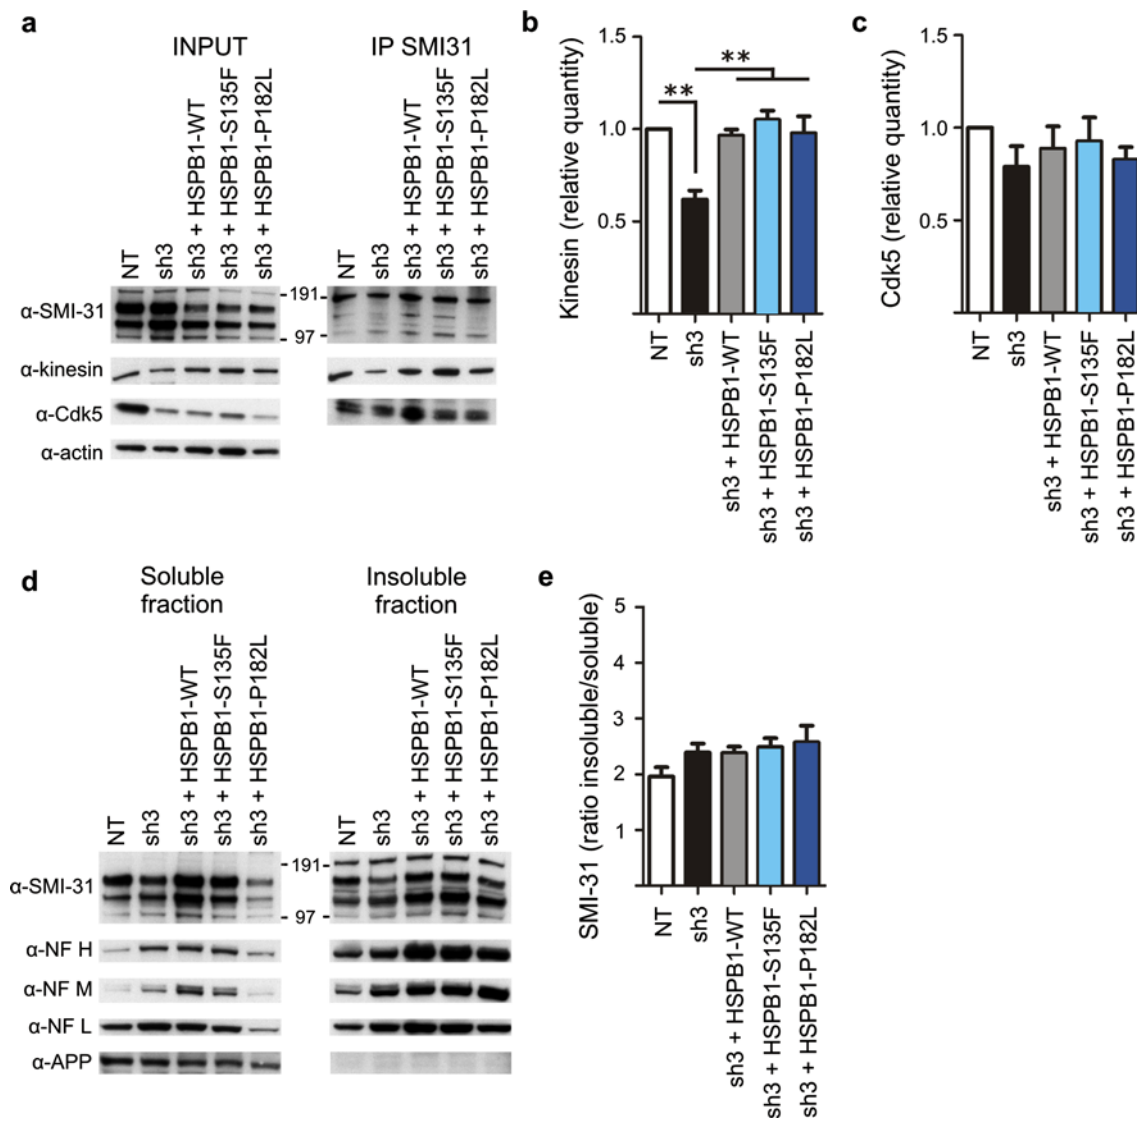 a
INPUT
IP SMI31
NT
sh3
sh3 + HSPB1-WT
sh3 + HSPB1-S135F
sh3 + HSPB1-P182L
NT
sh3
sh3 + HSPB1-WT
sh3 + HSPB1-S135F
sh3 + HSPB1-P182L
α-SMI-31
-191-
- 97 -
α-kinesin
α-Cdk5
α-actin
b
Kinesin (relative quantity)
1.5
1.0
0.5
**
**
NT
sh3
sh3 + HSPB1-WT
sh3 + HSPB1-S135F
sh3 + HSPB1-P182L
c
Cdk5 (relative quantity)
1.5
1.0
0.5
NT
sh3
sh3 + HSPB1-WT
sh3 + HSPB1-S135F
sh3 + HSPB1-P182L
d
Soluble
fraction
Insoluble
fraction
NT
sh3
sh3 + HSPB1-WT
sh3 + HSPB1-S135F
sh3 + HSPB1-P182L
NT
sh3
sh3 + HSPB1-WT
sh3 + HSPB1-S135F
sh3 + HSPB1-P182L
α-SMI-31
-191-
- 97 -
α-NF H
α-NF M
α-NF L
α-APP
e
SMI-31 (ratio insoluble/soluble)
5
4
3
2
1
NT
sh3
sh3 + HSPB1-WT
sh3 + HSPB1-S135F
sh3 + HSPB1-P182L